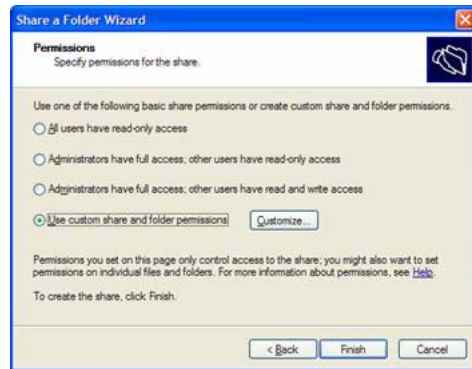 Share a Folder Wizard
Permissions
Specify permissions for the share.
Use one of the following basic share permissions or create custom share and folder permissions.
All users have read-only access
Administrators have full access; other users have read-only access
Administrators have full access; other users have read and write access
Use custom share and folder permissions
Customize...
Permissions you set on this page only control access to the share; you might also want to set
permissions on individual files and folders. For more information about permissions, see Help.
To create the share, click Finish.
< Back
Finish
Cancel